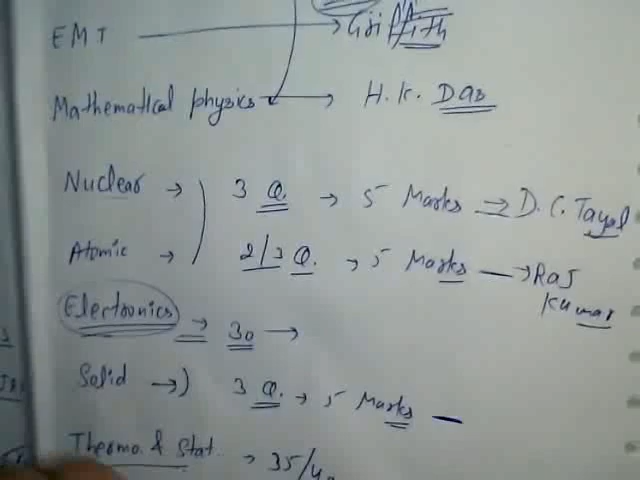 EMT → Griffith
Mathematical physics → H.K. Das
Nuclear → 3 Q. → 5 Marks → D.C. Tayal
Atomic → 2/3 Q. → 5 Marks → Raj
Kumar
Electronics → 30 →
Solid → 3 Q. → 5 Marks —
Thermo. & Stat. → 35/40